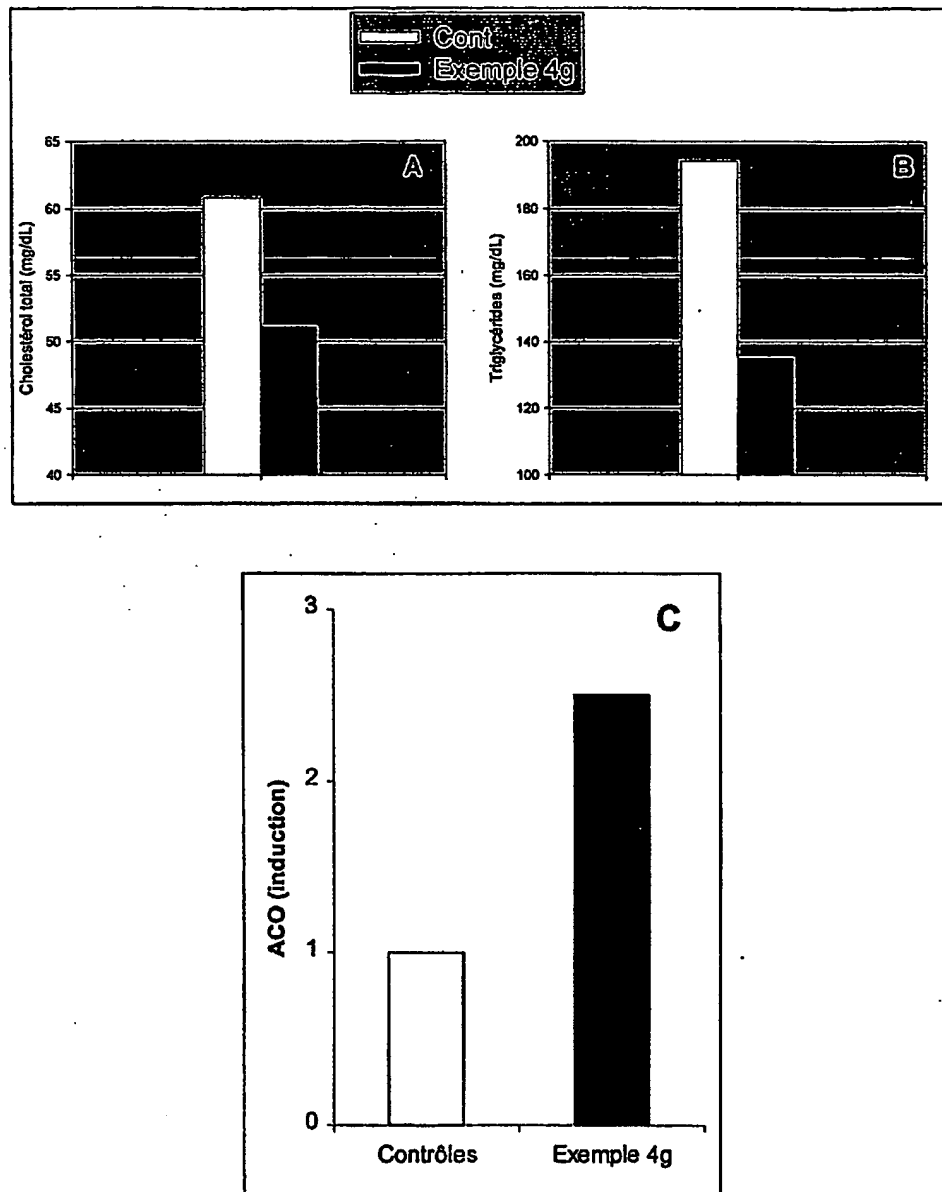 Cont
Exemple 4g
A
Cholestérol total (mg/dL)
65
60
55
50
45
40
B
Triglycérides (mg/dL)
200
180
160
140
120
100
C
ACO (induction)
3
2
1
0
Contrôles
Exemple 4g